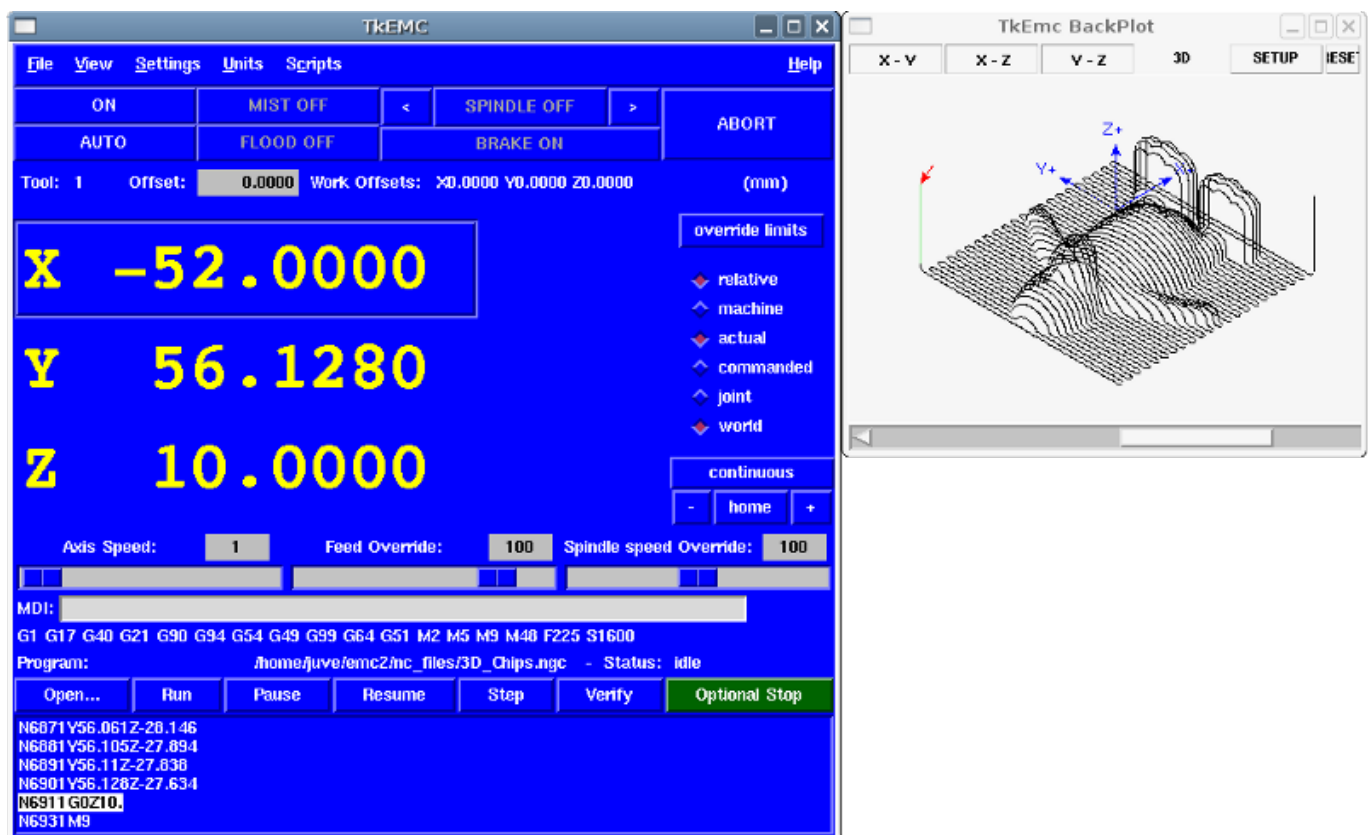 TkEMC
File View Settings Units Scripts Help
ON MIST OFF < SPINDLE OFF > ABORT
AUTO FLOOD OFF BRAKE ON
Tool: 1 Offset: 0.0000 Work Offsets: X0.0000 Y0.0000 Z0.0000 (mm)
override limits
X -52.0000
relative
machine
actual
Y 56.1280
commanded
joint
world
Z 10.0000
continuous
- home +
Axis Speed: 1 Feed Override: 100 Spindle speed Override: 100
MDI:
G1 G17 G40 G21 G90 G94 G54 G49 G99 G64 G51 M2 M5 M9 M48 F225 S1600
Program: /home/juve/emc2/nc_files/3D_Chips.ngc - Status: idle
Open... Run Pause Resume Step Verify Optional Stop
N6871Y56.061Z-28.146
N6881Y56.105Z-27.894
N6891Y56.11Z-27.838
N6901Y56.128Z-27.634
N6911G0Z10.
N6931M9
TkEmc BackPlot
X - Y X - Z Y - Z 3D SETUP RESET
Z+
Y+
X+